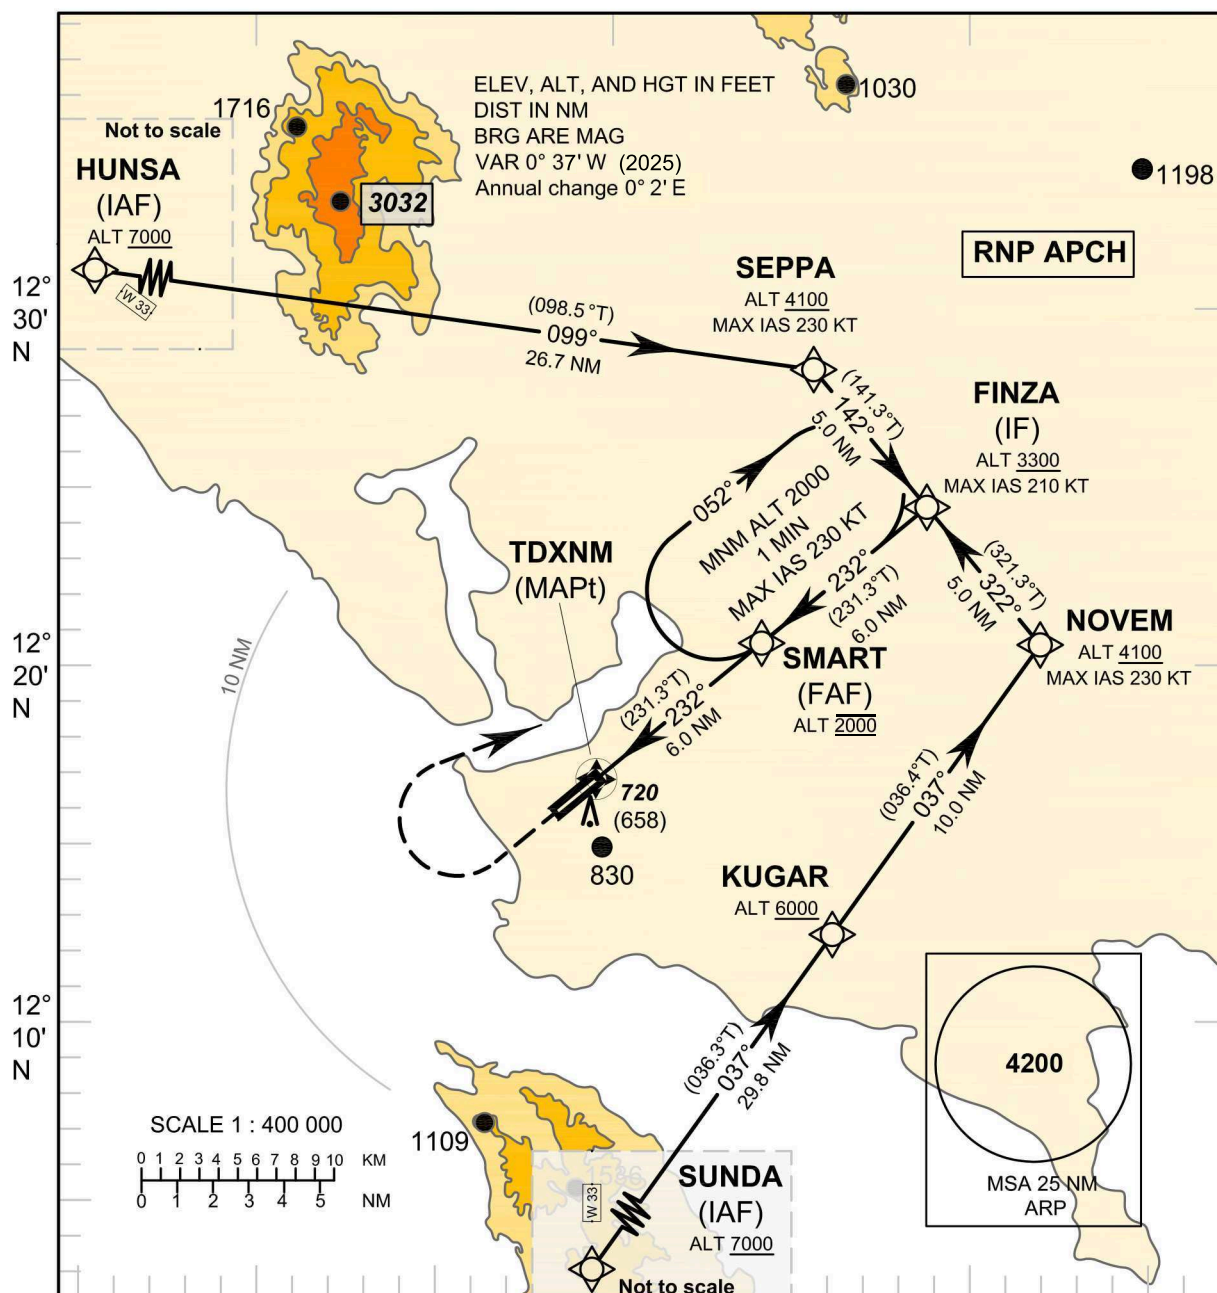 ELEV, ALT, AND HGT IN FEET
DIST IN NM
BRG ARE MAG
VAR 0° 37' W (2025)
Annual change 0° 2' E
1716
1030
1198
3032
Not to scale
HUNSA
(IAF)
ALT 7000
W 33
12°
30'
N
RNP APCH
SEPPA
ALT 4100
MAX IAS 230 KT
(098.5°T)
099°
26.7 NM
(141.3°T)
142°
5.0 NM
FINZA
(IF)
ALT 3300
MAX IAS 210 KT
052°
MNM ALT 2000
1 MIN
MAX IAS 230 KT
232°
(231.3°T)
6.0 NM
(321.3°T)
322°
5.0 NM
TDXNM
(MAPt)
NOVEM
ALT 4100
MAX IAS 230 KT
12°
20'
N
10 NM
SMART
(FAF)
ALT 2000
(231.3°T)
232°
6.0 NM
720
(658)
830
(036.4°T)
037°
10.0 NM
KUGAR
ALT 6000
12°
10'
N
(036.3°T)
037°
29.8 NM
4200
MSA 25 NM
ARP
SCALE 1 : 400 000
0 1 2 3 4 5 6 7 8 9 10 KM
0 1 2 3 4 5 NM
1109
W 33
SUNDA
(IAF)
ALT 7000
Not to scale